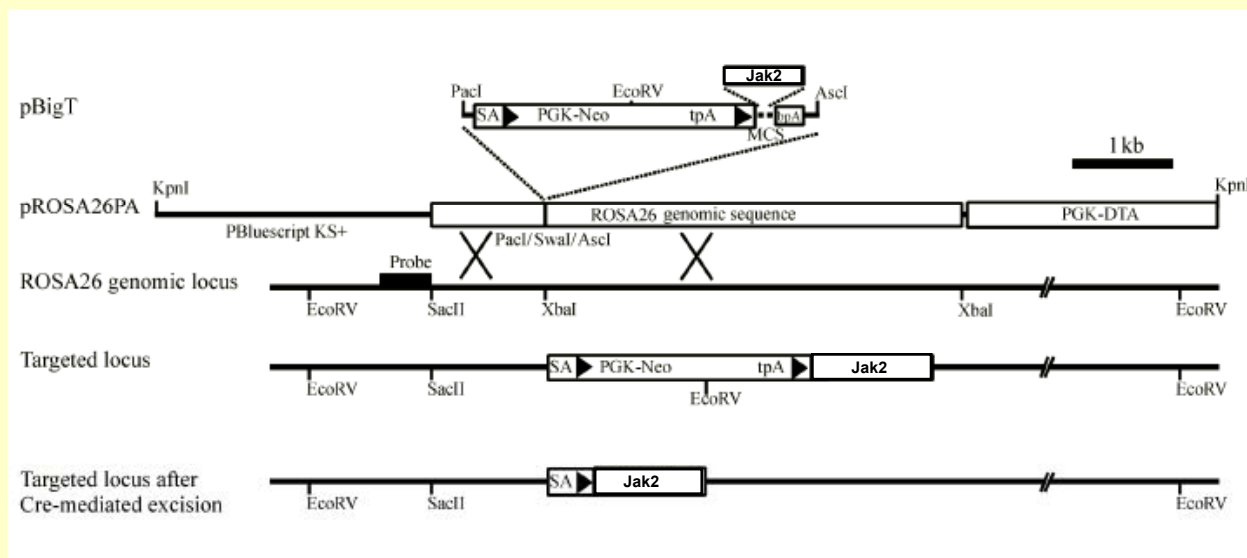 Jak2
pBigT
PacI
EcoRV
AscI
SA
PGK-Neo
tpA
bpA
MCS
1kb
KpnI
KpnI
pROSA26PA
ROSA26 genomic sequence
PGK-DTA
PBluescript KS+
PacI/SwaI/AscI
Probe
ROSA26 genomic locus
EcoRV
SacII
XbaI
XbaI
EcoRV
Targeted locus
SA
PGK-Neo
tpA
Jak2
EcoRV
SacII
EcoRV
EcoRV
Targeted locus after
Cre-mediated excision
SA
Jak2
EcoRV
SacII
EcoRV